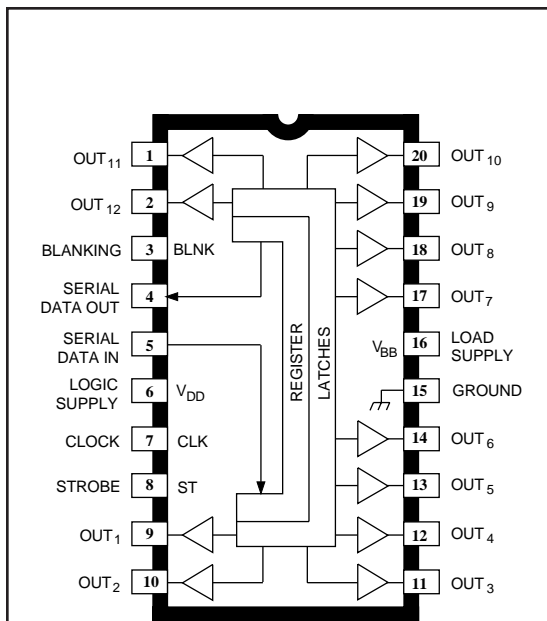 OUT11 1
OUT12 2
BLANKING 3 BLNK
SERIAL
DATA OUT 4
SERIAL
DATA IN 5
LOGIC
SUPPLY 6 VDD
CLOCK 7 CLK
STROBE 8 ST
OUT1 9
OUT2 10
REGISTER
LATCHES
20 OUT10
19 OUT9
18 OUT8
17 OUT7
VBB 16 LOAD
SUPPLY
15 GROUND
14 OUT6
13 OUT5
12 OUT4
11 OUT3